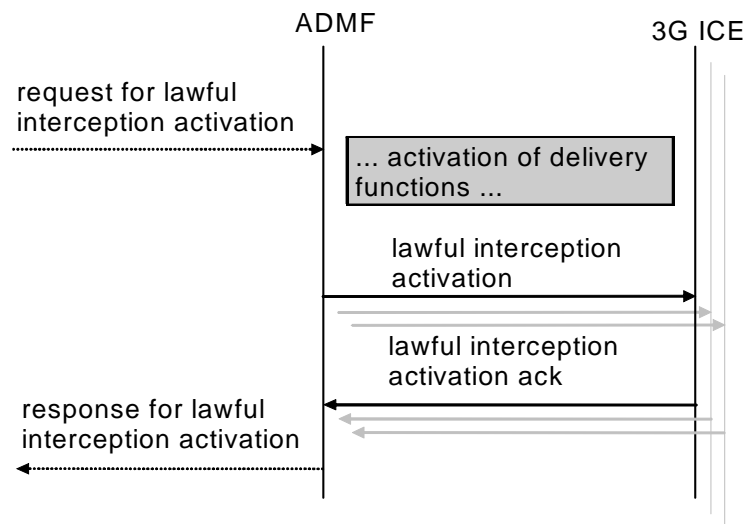 ADMF
3G ICE
request for lawful
interception activation
... activation of delivery
functions ...
lawful interception
activation
lawful interception
activation ack
response for lawful
interception activation